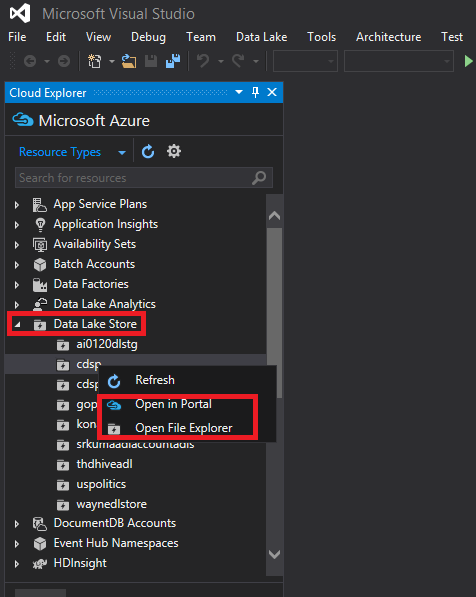 Microsoft Visual Studio
File Edit View Debug Team Data Lake Tools Architecture Test
Cloud Explorer
Microsoft Azure
Resource Types
Search for resources
App Service Plans
Application Insights
Availability Sets
Batch Accounts
Data Factories
Data Lake Analytics
Data Lake Store
ai0120dlstg
cdsp
Refresh
cdsp
Open in Portal
gop
Open File Explorer
kon
srkumaadlaccountadls
thdhiveadl
uspolitics
waynedlstore
DocumentDB Accounts
Event Hub Namespaces
HDInsight